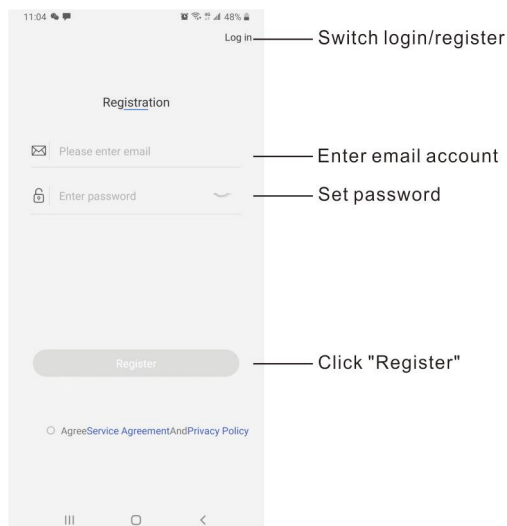 11:04 48%
Log in Switch login/register
Registration
Please enter email Enter email account
Enter password Set password
Register Click "Register"
AgreeService AgreementAndPrivacy Policy